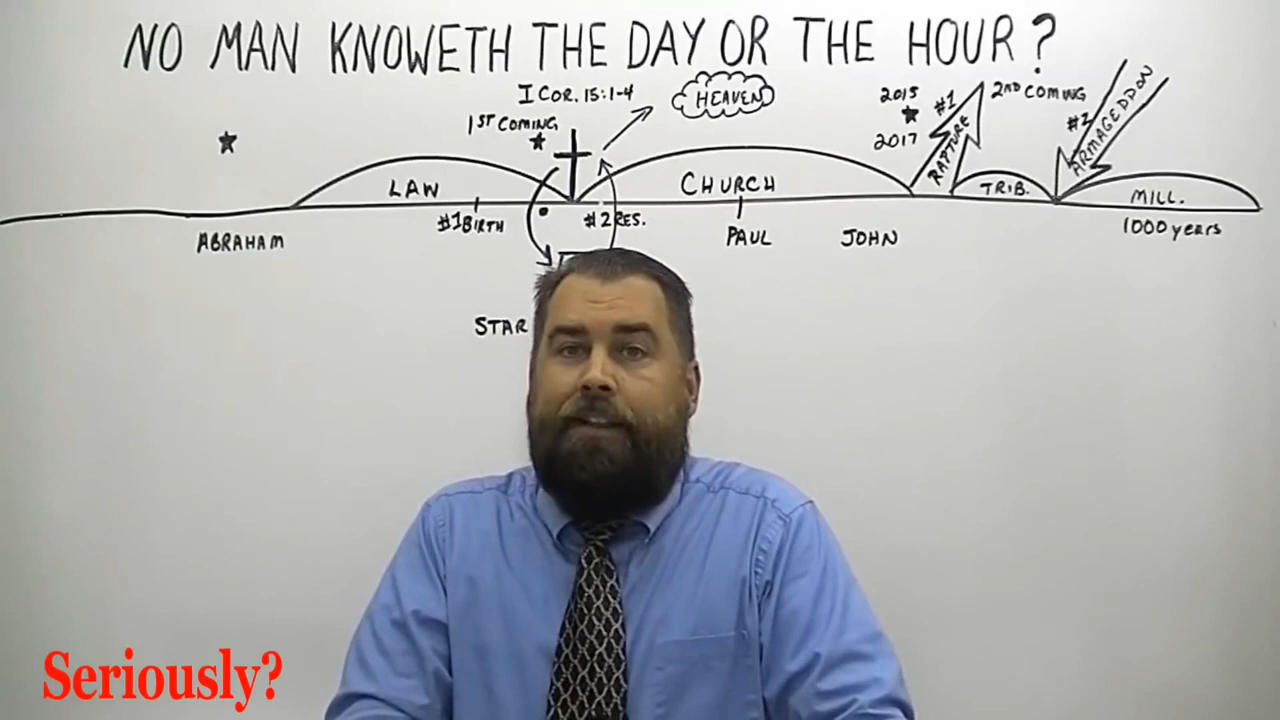 NO MAN KNOWETH THE DAY OR THE HOUR?
I COR. 15:1-4
HEAVEN
1ST COMING
2015
2017
#1
RAPTURE
2ND COMING
#2
ARMAGEDDON
LAW
CHURCH
TRIB.
MILL.
#1 BIRTH
#2 RES.
1000 years
ABRAHAM
PAUL
JOHN
STAR
Seriously?